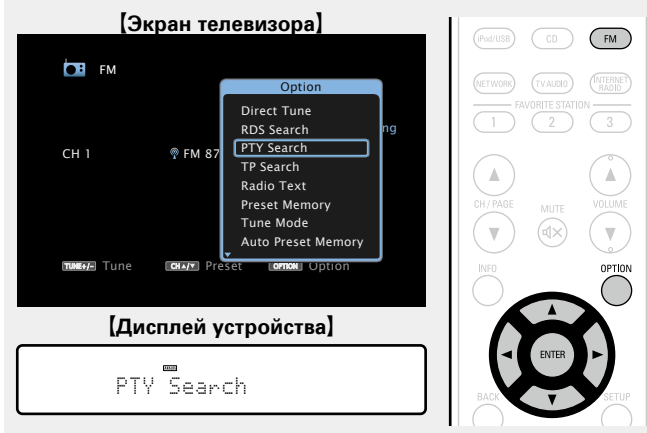 【Экран телевизора】
FM
Option
Direct Tune
RDS Search
ng
PTY Search
CH 1
FM 87
TP Search
Radio Text
Preset Memory
Tune Mode
Auto Preset Memory
TUNE+/- Tune
CH▲/▼ Preset
OPTION Option
【Дисплей устройства】
PTY Search
iPod/USB
CD
FM
NETWORK
TV AUDIO
INTERNET RADIO
FAVORITE STATION
1
2
3
CH / PAGE
MUTE
VOLUME
INFO
OPTION
ENTER
BACK
SETUP